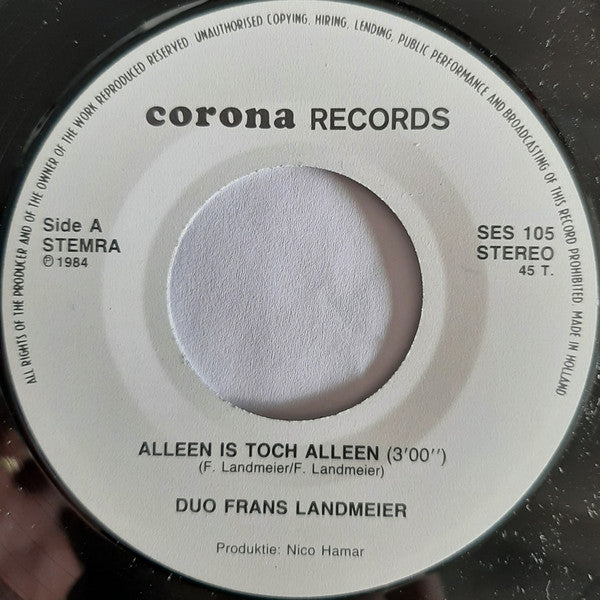 ALL RIGHTS OF THE PRODUCER AND OF THE OWNER OF THE WORK REPRODUCED RESERVED. UNAUTHORISED COPYING, HIRING, LENDING, PUBLIC PERFORMANCE AND BROADCASTING OF THIS RECORD PROHIBITED. MADE IN HOLLAND
corona RECORDS
Side A
STEMRA
℗ 1984
SES 105
STEREO
45 T.
ALLEEN IS TOCH ALLEEN (3'00'')
(F. Landmeier/F. Landmeier)
DUO FRANS LANDMEIER
Produktie: Nico Hamar